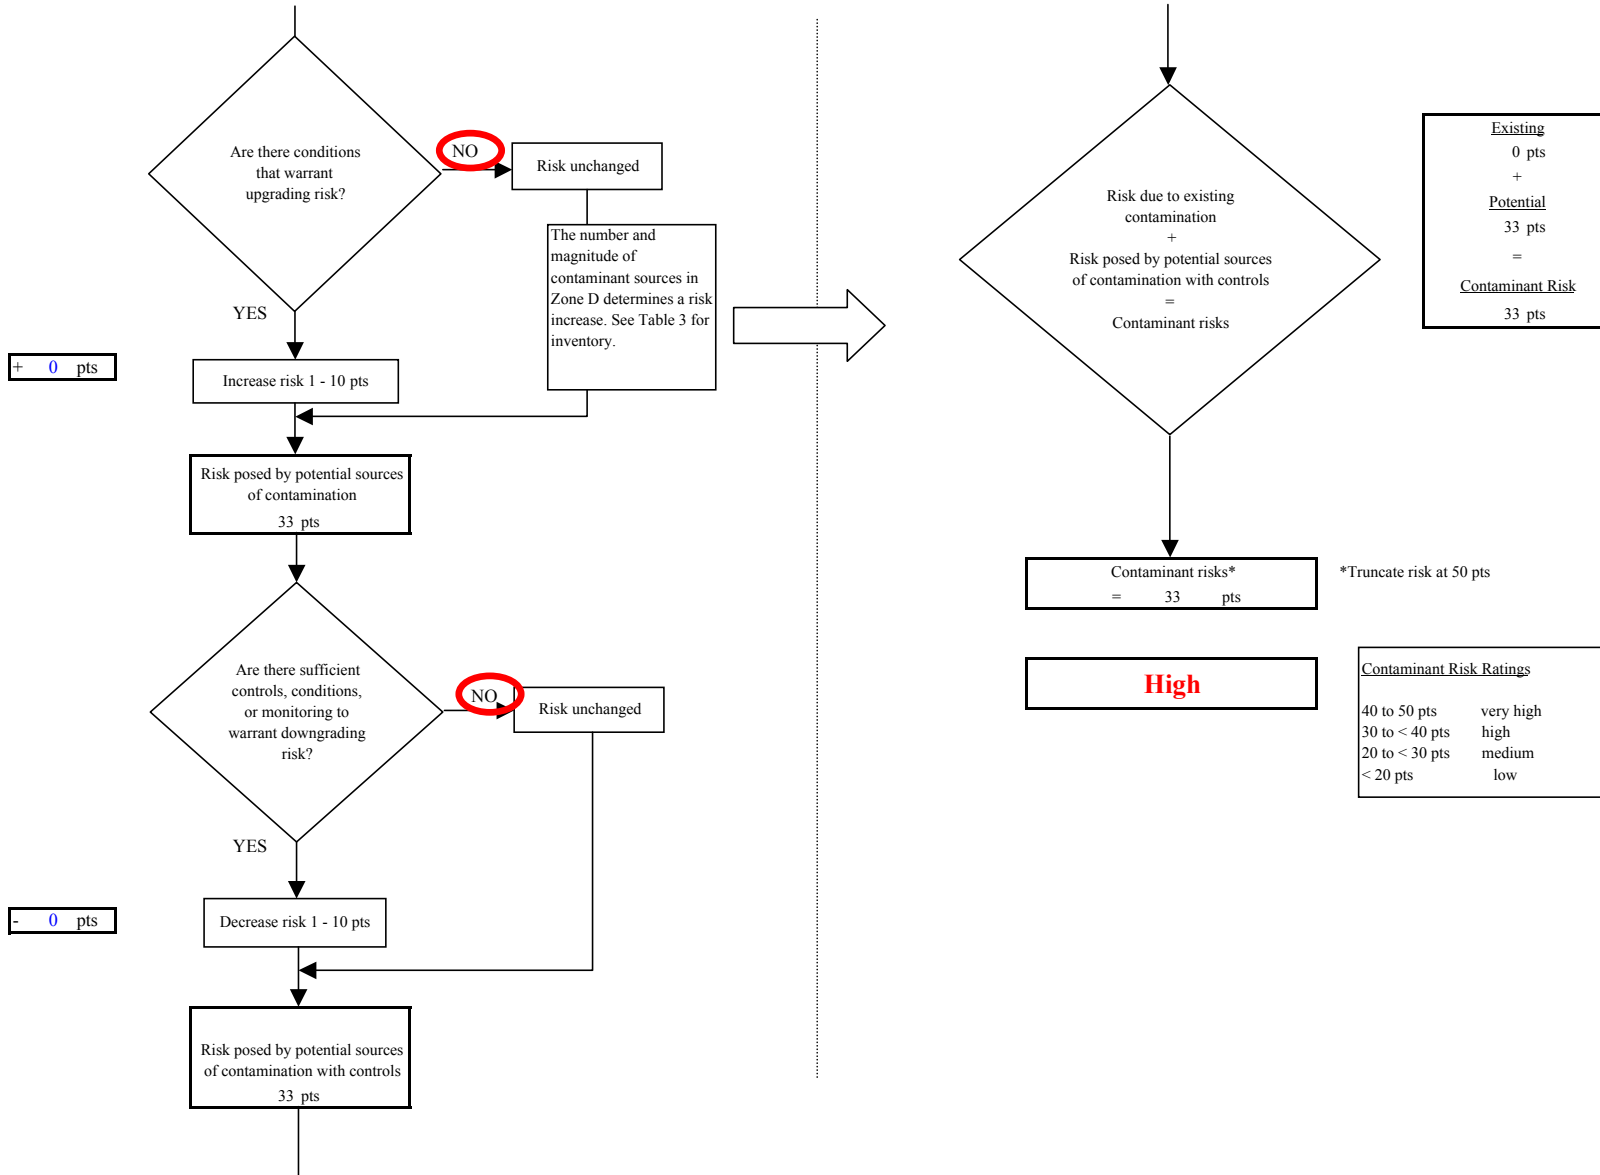 Are there conditions
that warrant
upgrading risk?
NO
Risk unchanged
The number and
magnitude of
contaminant sources in
Zone D determines a risk
increase. See Table 3 for
inventory.
YES
+ 0 pts
Increase risk 1 - 10 pts
Risk posed by potential sources
of contamination
33 pts
Are there sufficient
controls, conditions,
or monitoring to
warrant downgrading
risk?
NO
Risk unchanged
YES
- 0 pts
Decrease risk 1 - 10 pts
Risk posed by potential sources
of contamination with controls
33 pts
Risk due to existing
contamination
+
Risk posed by potential sources
of contamination with controls
=
Contaminant risks
Existing
0 pts
+
Potential
33 pts
=
Contaminant Risk
33 pts
Contaminant risks*
= 33 pts
*Truncate risk at 50 pts
High
Contaminant Risk Ratings
40 to 50 pts very high
30 to < 40 pts high
20 to < 30 pts medium
< 20 pts low